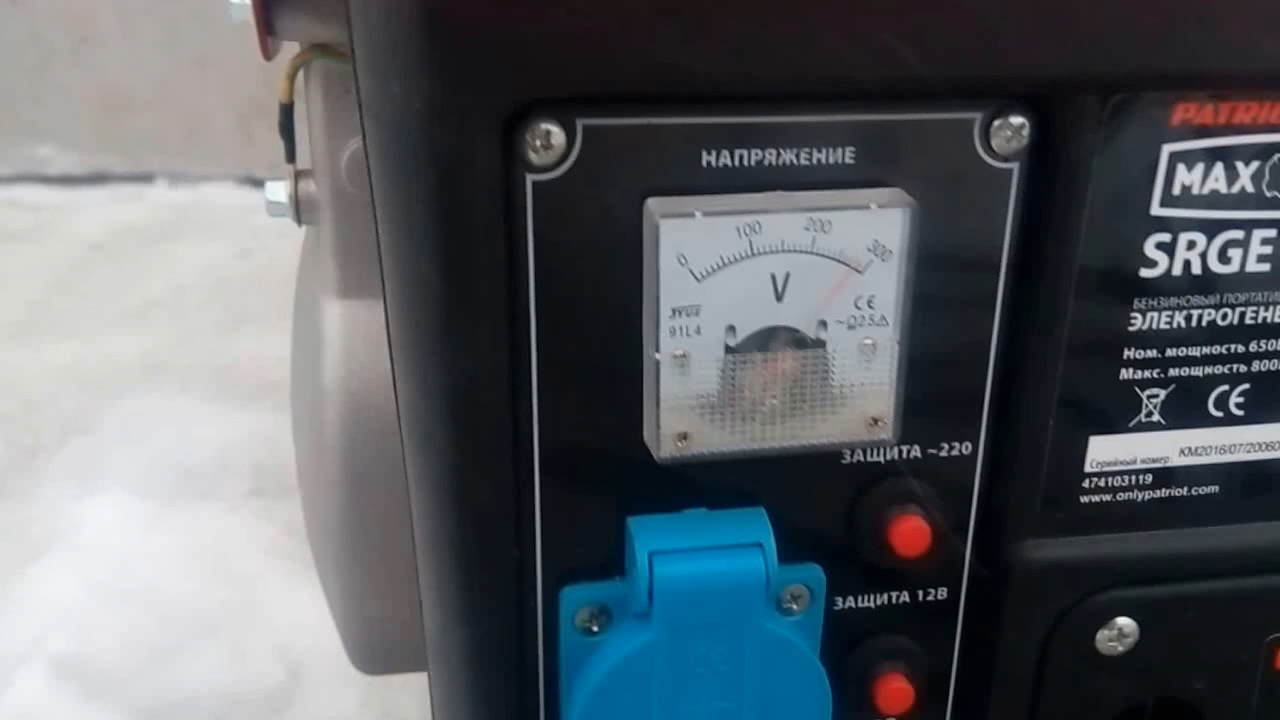 НАПРЯЖЕНИЕ
0 100 200 300
V
91L4
CE
ЗАЩИТА ~220
ЗАЩИТА 12В
PATRIO
MAX
SRGE
БЕНЗИНОВЫЙ ПОРТАТИ
ЭЛЕКТРОГЕНЕ
Ном. мощность 650
Макс. мощность 800
CE
Серийный номер: KM2016/07/20060
474103119
www.onlypatriot.com